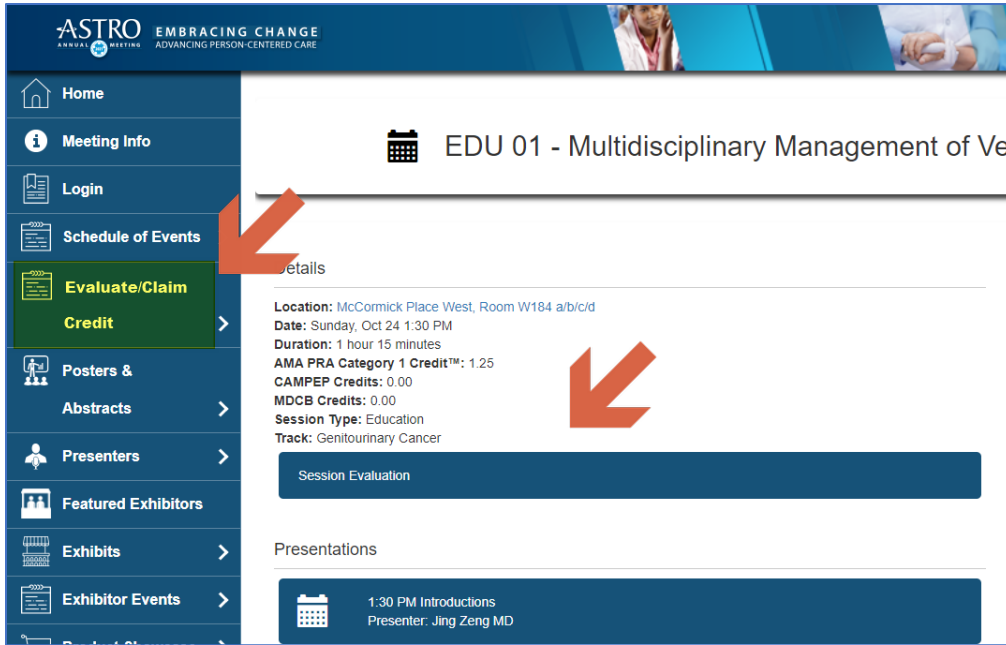 ASTRO
ANNUAL MEETING
EMBRACING CHANGE
ADVANCING PERSON-CENTERED CARE
Home
Meeting Info
Login
Schedule of Events
Evaluate/Claim
Credit
Posters &
Abstracts
Presenters
Featured Exhibitors
Exhibits
Exhibitor Events
EDU 01 - Multidisciplinary Management of Ve
Details
Location: McCormick Place West, Room W184 a/b/c/d
Date: Sunday, Oct 24 1:30 PM
Duration: 1 hour 15 minutes
AMA PRA Category 1 Credit™: 1.25
CAMPEP Credits: 0.00
MDCB Credits: 0.00
Session Type: Education
Track: Genitourinary Cancer
Session Evaluation
Presentations
1:30 PM Introductions
Presenter: Jing Zeng MD